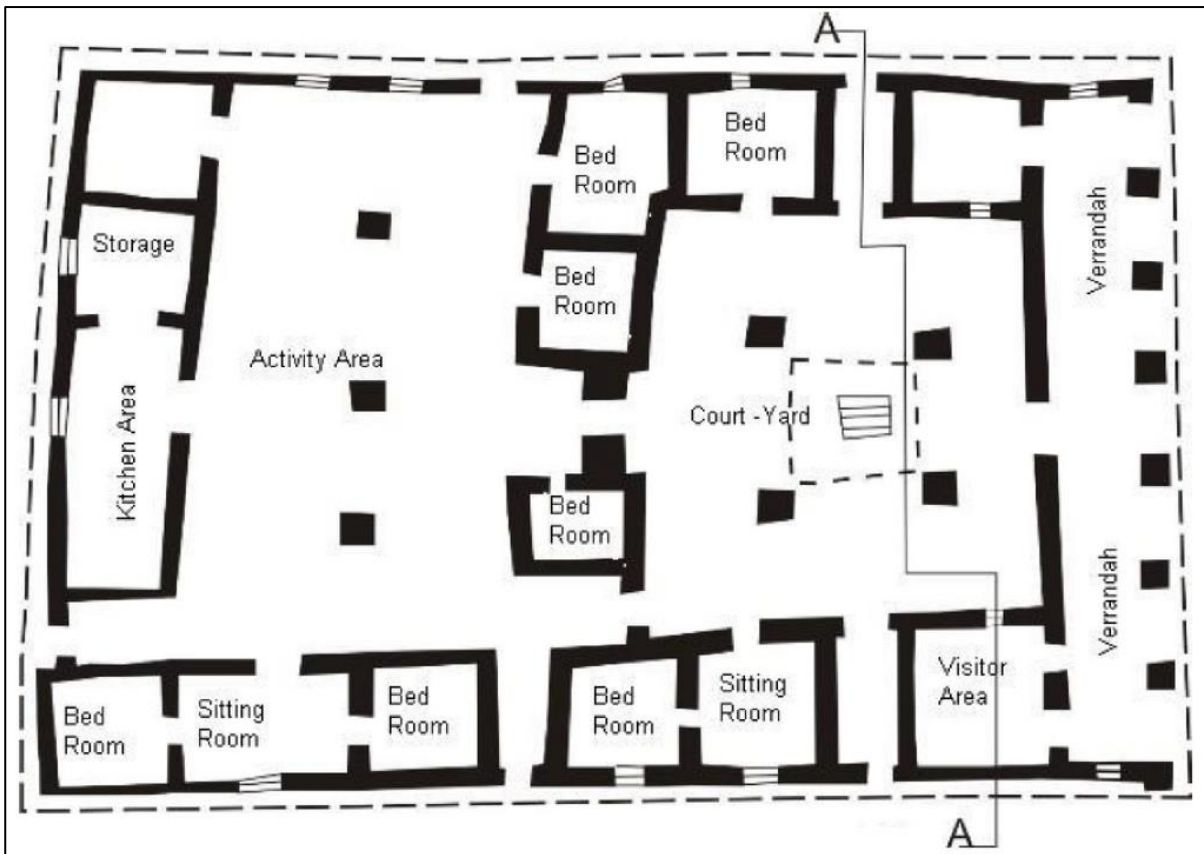 A
Bed
Room
Bed
Room
Storage
Verrandah
Bed
Room
Activity Area
Court -Yard
Kitchen Area
Bed
Room
Verrandah
Visitor
Area
Bed
Room
Sitting
Room
Bed
Room
Bed
Room
Sitting
Room
A